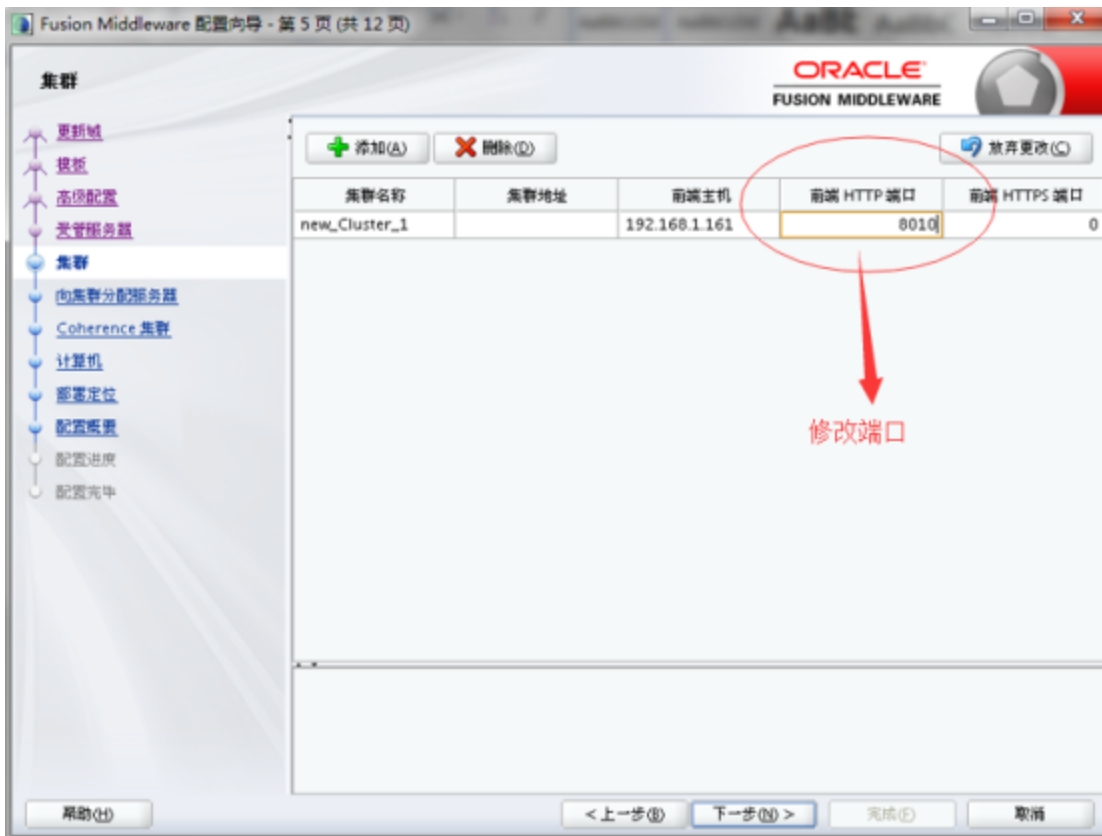 Fusion Middleware 配置向导 - 第 5 页 (共 12 页)
集群
ORACLE
FUSION MIDDLEWARE
更新域
模板
高级配置
受管服务器
集群
向集群分配服务器
Coherence 集群
计算机
部署定位
配置概要
配置进度
配置完毕
添加(A) 删除(D) 放弃更改(C)
集群名称 集群地址 前端主机 前端 HTTP 端口 前端 HTTPS 端口
new_Cluster_1 192.168.1.161 8010 0
修改端口
帮助(H) <上一步(B) 下一步(N)> 完成(F) 取消